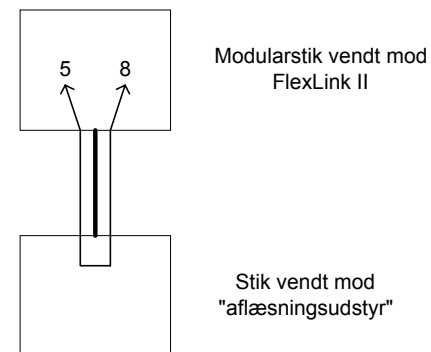 5 8
Modularstik vendt mod
FlexLink II
Stik vendt mod
"aflæsningsudstyr"